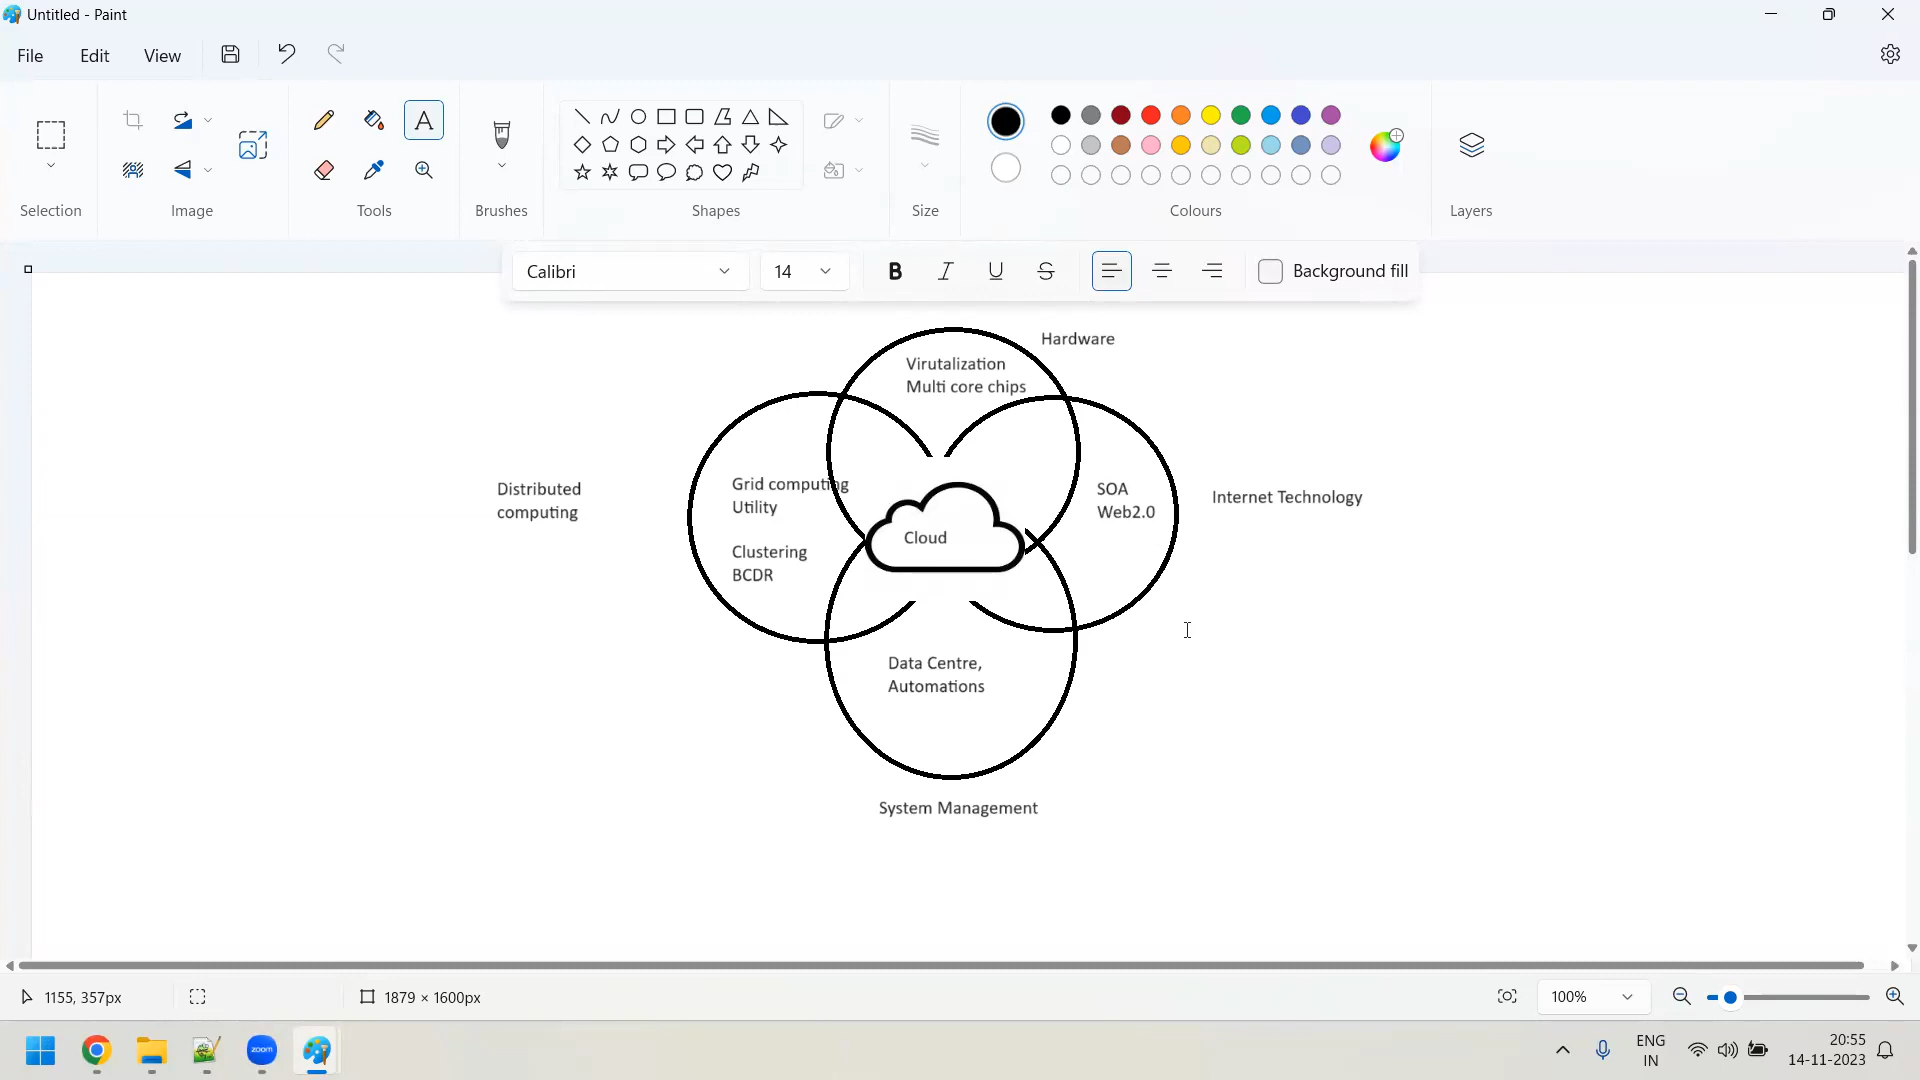 Untitled - Paint
File
Edit
View
Selection
Image
Tools
Brushes
Shapes
Size
Colours
Layers
Calibri
14
B
I
U
S
Background fill
Hardware
Virutalization
Multi core chips
Distributed
computing
Grid computing
Utility
Clustering
BCDR
Cloud
SOA
Web2.0
Internet Technology
Data Centre,
Automations
System Management
1155, 357px
1879 × 1600px
100%
zoom
ENG
IN
20:55
14-11-2023